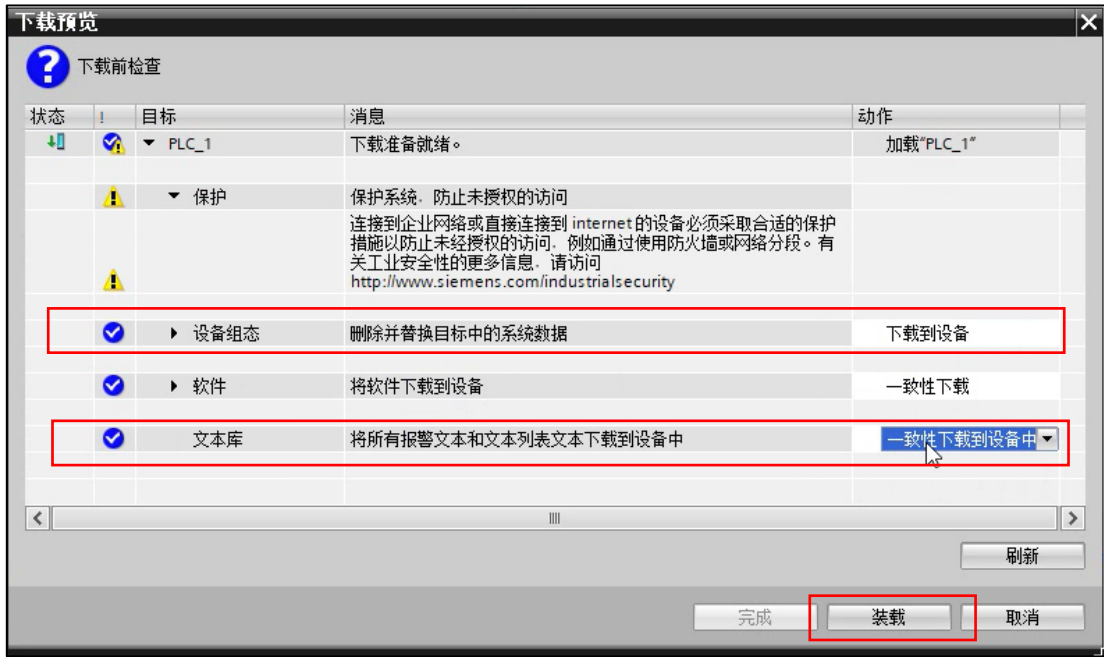 下载预览
下载前检查
状态 ! 目标 消息 动作
PLC_1 下载准备就绪。 加载“PLC_1”
保护 保护系统，防止未授权的访问
连接到企业网络或直接连接到 internet 的设备必须采取合适的保护
措施以防止未经授权的访问，例如通过使用防火墙或网络分段。有
关工业安全性的更多信息，请访问
http://www.siemens.com/industrialsecurity
设备组态 删除并替换目标中的系统数据 下载到设备
软件 将软件下载到设备 一致性下载
文本库 将所有报警文本和文本列表文本下载到设备中 一致性下载到设备中
刷新
完成 装载 取消